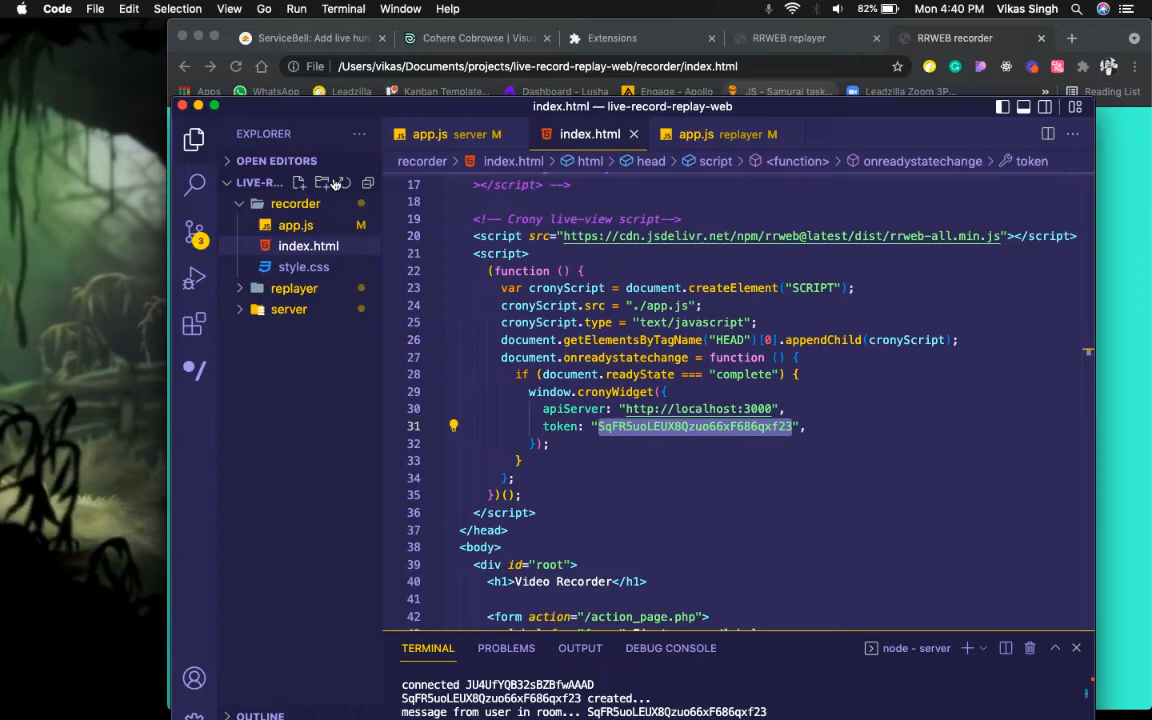 Code File Edit Selection View Go Run Terminal Window Help 82% Mon 4:40 PM Vikas Singh
ServiceBell: Add live hum Cohere Cobrowse | Visu Extensions RRWEB replayer RRWEB recorder
File /Users/vikas/Documents/projects/live-record-replay-web/recorder/index.html
Apps WhatsApp Leadzilla Kanban Template... Dashboard - Lusha Engage - Apollo JS - Samurai task... Leadzilla Zoom 3P... Reading List
index.html — live-record-replay-web
EXPLORER
app.js server M index.html app.js replayer M
OPEN EDITORS
recorder > index.html > html > head > script > <function> > onreadystatechange > token
LIVE-R...
recorder
app.js M
index.html
style.css
replayer
server
17 ></script> -->
18
19 <!-- Crony live-view script-->
20 <script src="https://cdn.jsdelivr.net/npm/rrweb@latest/dist/rrweb-all.min.js"></script>
21 <script>
22 (function () {
23 var cronyScript = document.createElement("SCRIPT");
24 cronyScript.src = "./app.js";
25 cronyScript.type = "text/javascript";
26 document.getElementsByTagName("HEAD")[0].appendChild(cronyScript);
27 document.onreadystatechange = function () {
28 if (document.readyState === "complete") {
29 window.cronyWidget({
30 apiServer: "http://localhost:3000",
31 token: "SqFR5uoLEUX8Qzuo66xF686qxf23",
32 });
33 }
34 };
35 })();
36 </script>
37 </head>
38 <body>
39 <div id="root">
40 <h1>Video Recorder</h1>
41
42 <form action="/action_page.php">
3
TERMINAL PROBLEMS OUTPUT DEBUG CONSOLE node - server
connected JU4UfYQB32sBZBfwAAAD
SqFR5uoLEUX8Qzuo66xF686qxf23 created...
message from user in room... SqFR5uoLEUX8Qzuo66xF686qxf23
OUTLINE